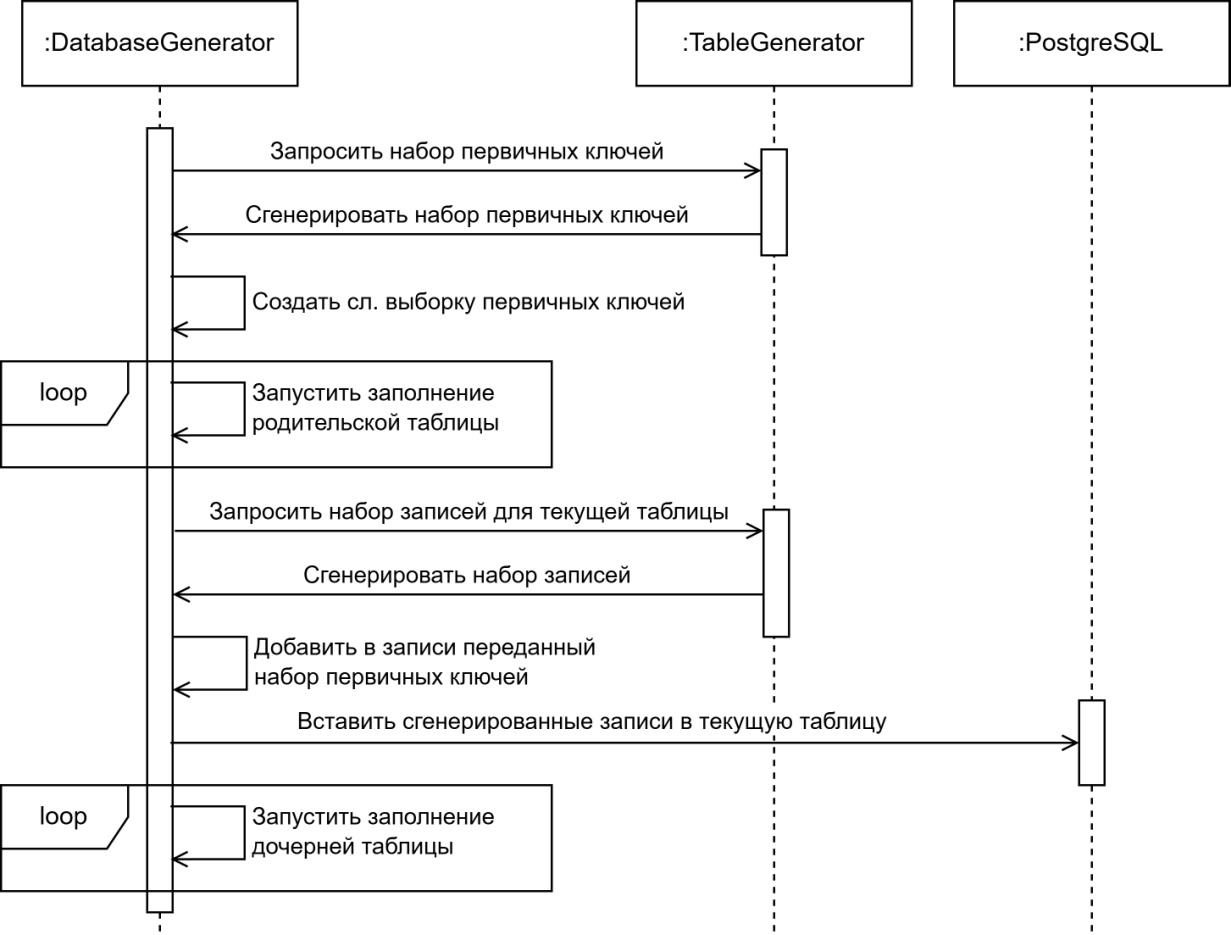 :DatabaseGenerator
:TableGenerator
:PostgreSQL
Запросить набор первичных ключей
Сгенерировать набор первичных ключей
Создать сл. выборку первичных ключей
loop
Запустить заполнение
родительской таблицы
Запросить набор записей для текущей таблицы
Сгенерировать набор записей
Добавить в записи переданный
набор первичных ключей
Вставить сгенерированные записи в текущую таблицу
loop
Запустить заполнение
дочерней таблицы